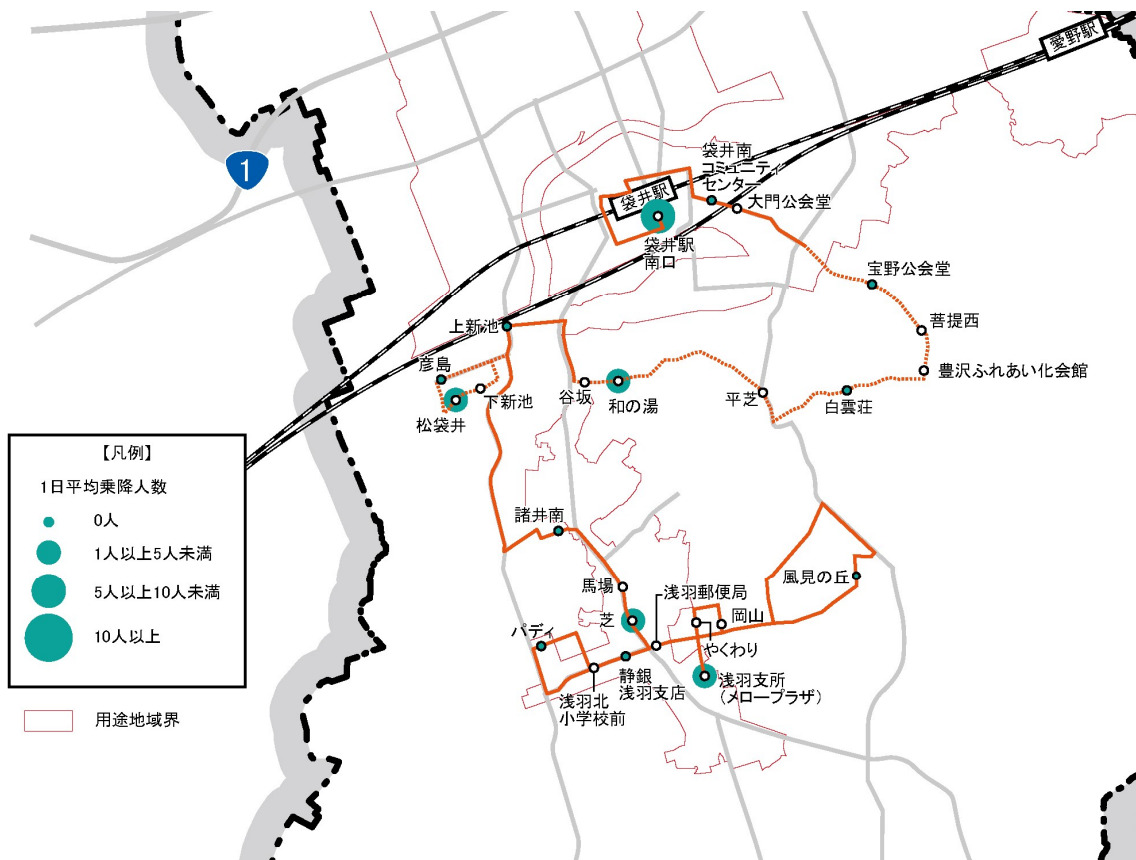 愛野駅
1
袋井南
コミュニティ
センター
袋井駅
大門公会堂
袋井駅
南口
宝野公会堂
上新池
菩提西
彦島
豊沢ふれあい化会館
下新池
谷坂
和の湯
平芝
白雲荘
松袋井
【凡例】
1日平均乗降人数
0人
1人以上5人未満
5人以上10人未満
10人以上
用途地域界
諸井南
風見の丘
馬場
浅羽郵便局
芝
岡山
パディ
やくわり
静銀
浅羽支店
浅羽支所
(メロープラザ)
浅羽北
小学校前